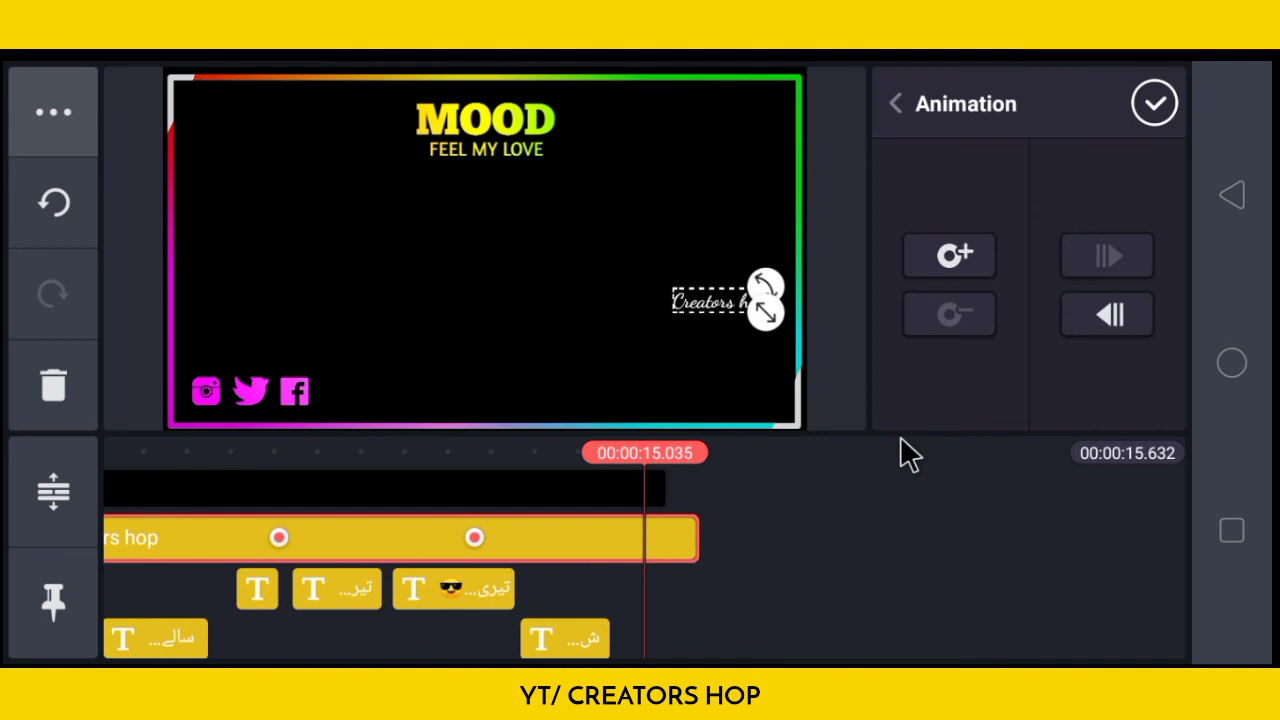 MOOD
FEEL MY LOVE
Animation
Creators h
00:00:15.035
00:00:15.632
rs hop
T
T تیر...
T تیری...😎
T سالے...
T ش...
YT/ CREATORS HOP